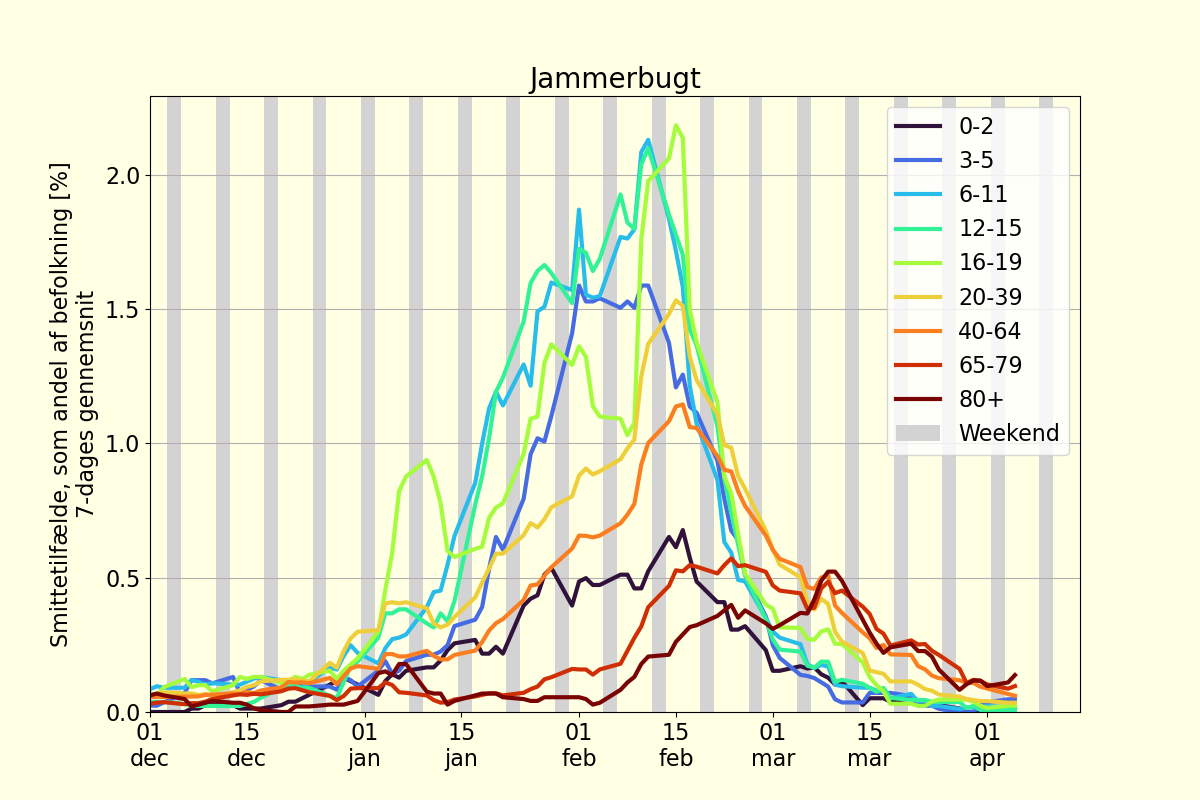 Jammerbugt
Smittetilfælde, som andel af befolkning [%]
7-dages gennemsnit
2.0
1.5
1.0
0.5
0.0
0-2
3-5
6-11
12-15
16-19
20-39
40-64
65-79
80+
Weekend
01 15 01 15 01 15 01 15 01
dec dec jan jan feb feb mar mar apr